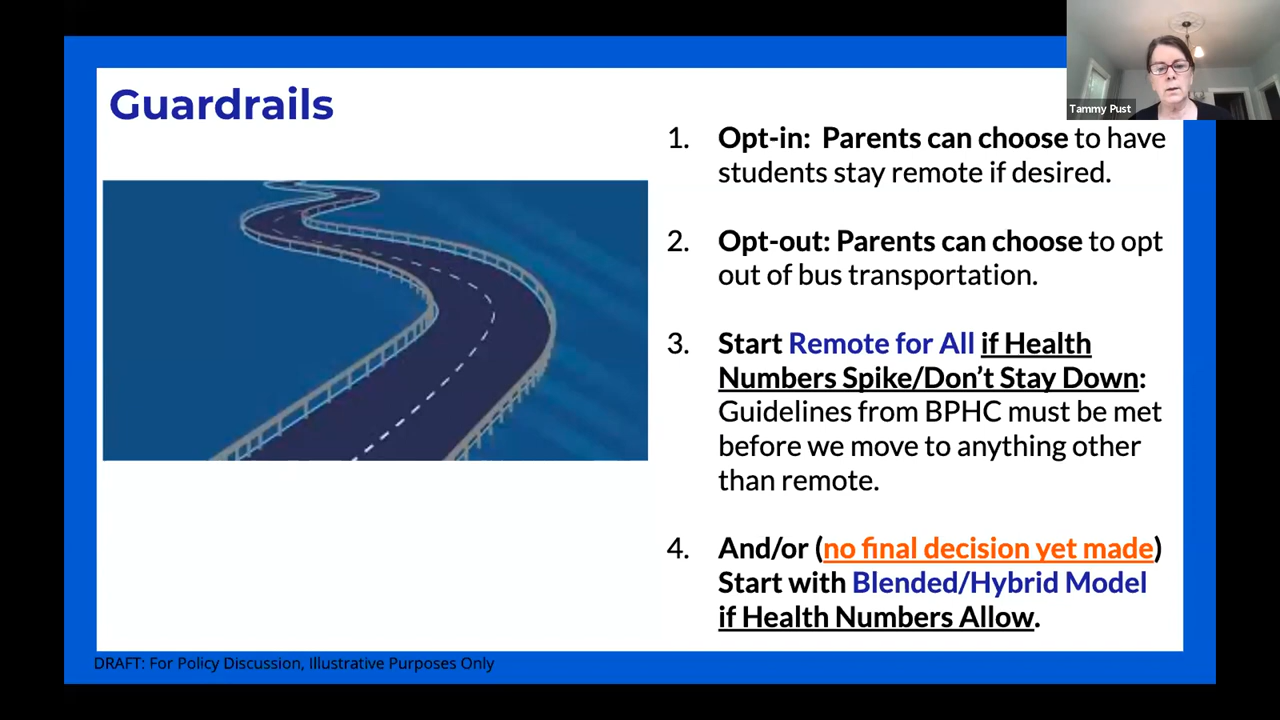 Guardrails
Tammy Pust
1. Opt-in: Parents can choose to have
students stay remote if desired.
2. Opt-out: Parents can choose to opt
out of bus transportation.
3. Start Remote for All if Health
Numbers Spike/Don’t Stay Down:
Guidelines from BPHC must be met
before we move to anything other
than remote.
4. And/or (no final decision yet made)
Start with Blended/Hybrid Model
if Health Numbers Allow.
DRAFT: For Policy Discussion, Illustrative Purposes Only